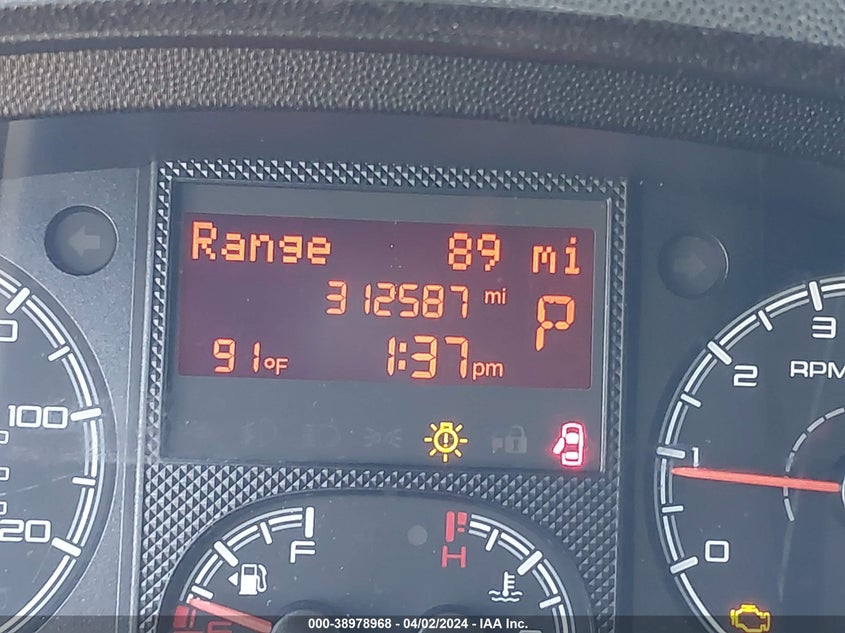 Range 89 mi
312587 mi
P
91°F 1:37 pm
100
20
3
2
RPM
1
0
F
H
000-38978968 - 04/02/2024 - IAA Inc.